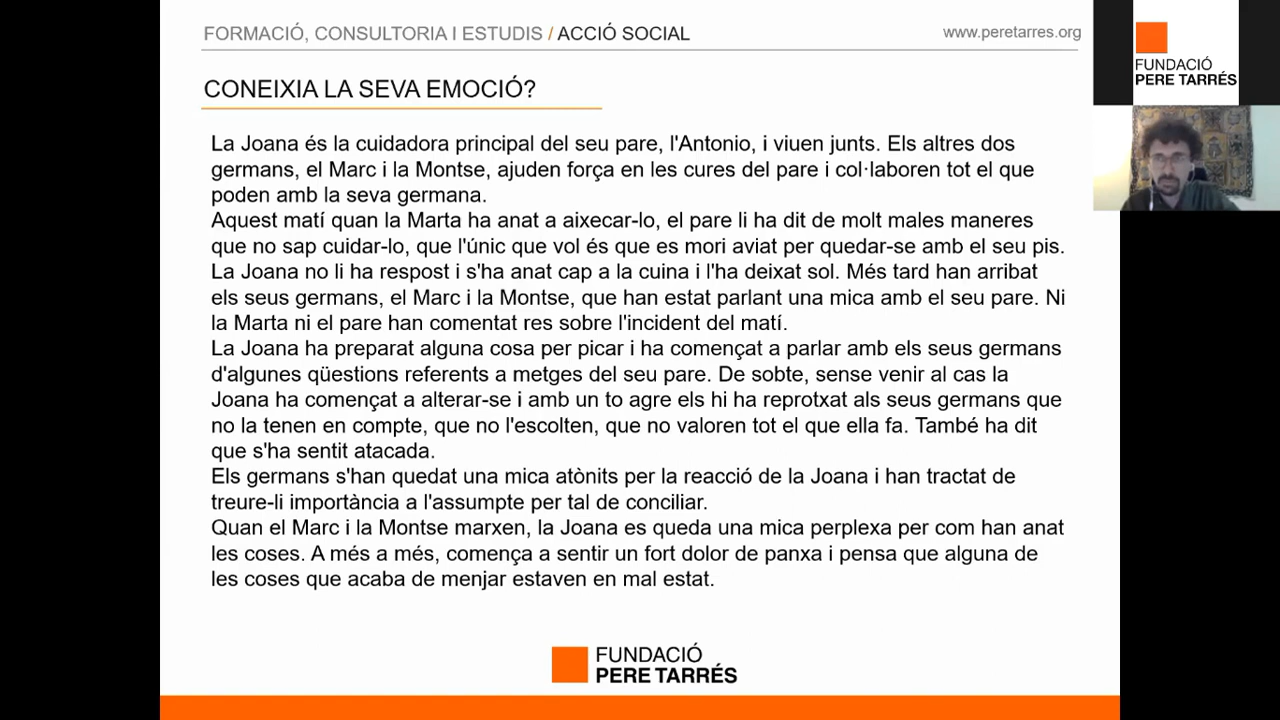 FORMACIÓ, CONSULTORIA I ESTUDIS / ACCIÓ SOCIAL
www.peretarres.org
FUNDACIÓ
PERE TARRÉS
CONEIXIA LA SEVA EMOCIÓ?
La Joana és la cuidadora principal del seu pare, l'Antonio, i viuen junts. Els altres dos
germans, el Marc i la Montse, ajuden força en les cures del pare i col·laboren tot el que
poden amb la seva germana.
Aquest matí quan la Marta ha anat a aixecar-lo, el pare li ha dit de molt males maneres
que no sap cuidar-lo, que l'únic que vol és que es mori aviat per quedar-se amb el seu pis.
La Joana no li ha respost i s'ha anat cap a la cuina i l'ha deixat sol. Més tard han arribat
els seus germans, el Marc i la Montse, que han estat parlant una mica amb el seu pare. Ni
la Marta ni el pare han comentat res sobre l'incident del matí.
La Joana ha preparat alguna cosa per picar i ha començat a parlar amb els seus germans
d'algunes qüestions referents a metges del seu pare. De sobte, sense venir al cas la
Joana ha començat a alterar-se i amb un to agre els hi ha reprotxat als seus germans que
no la tenen en compte, que no l'escolten, que no valoren tot el que ella fa. També ha dit
que s'ha sentit atacada.
Els germans s'han quedat una mica atònits per la reacció de la Joana i han tractat de
treure-li importància a l'assumpte per tal de conciliar.
Quan el Marc i la Montse marxen, la Joana es queda una mica perplexa per com han anat
les coses. A més a més, comença a sentir un fort dolor de panxa i pensa que alguna de
les coses que acaba de menjar estaven en mal estat.
FUNDACIÓ
PERE TARRÉS